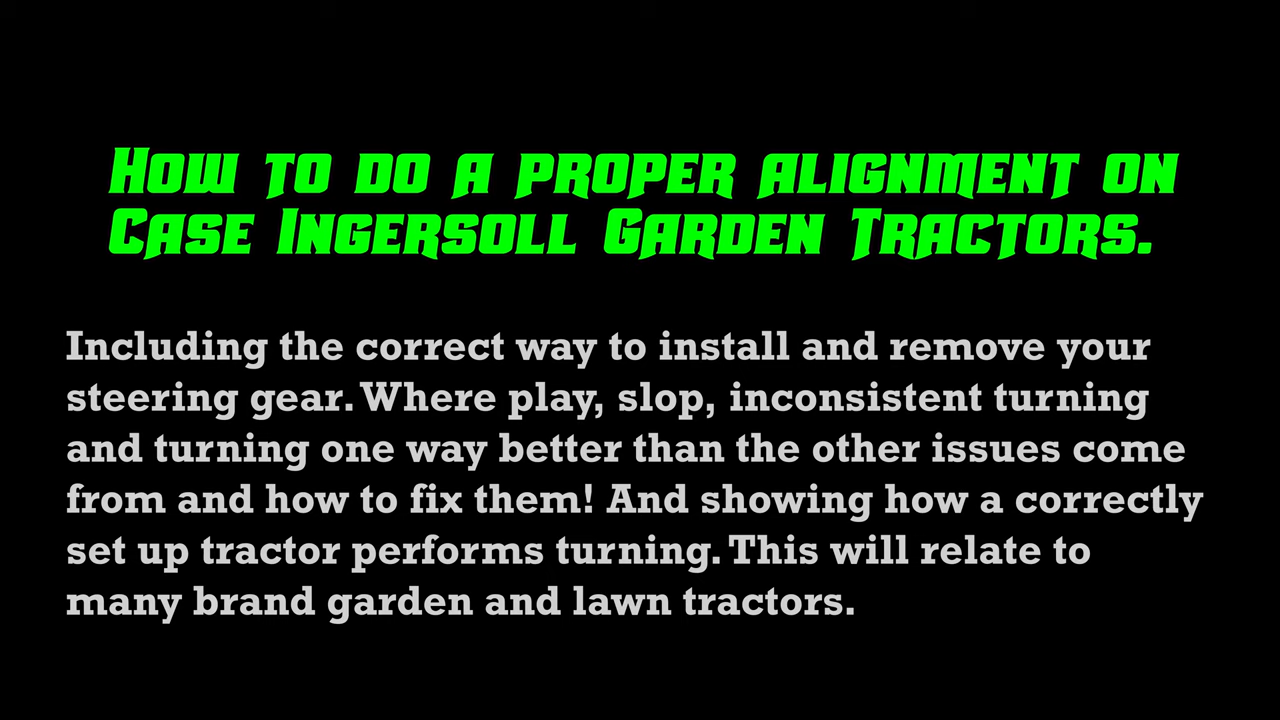 How to do a proper alignment on
Case Ingersoll Garden Tractors.
Including the correct way to install and remove your
steering gear. Where play, slop, inconsistent turning
and turning one way better than the other issues come
from and how to fix them! And showing how a correctly
set up tractor performs turning. This will relate to
many brand garden and lawn tractors.